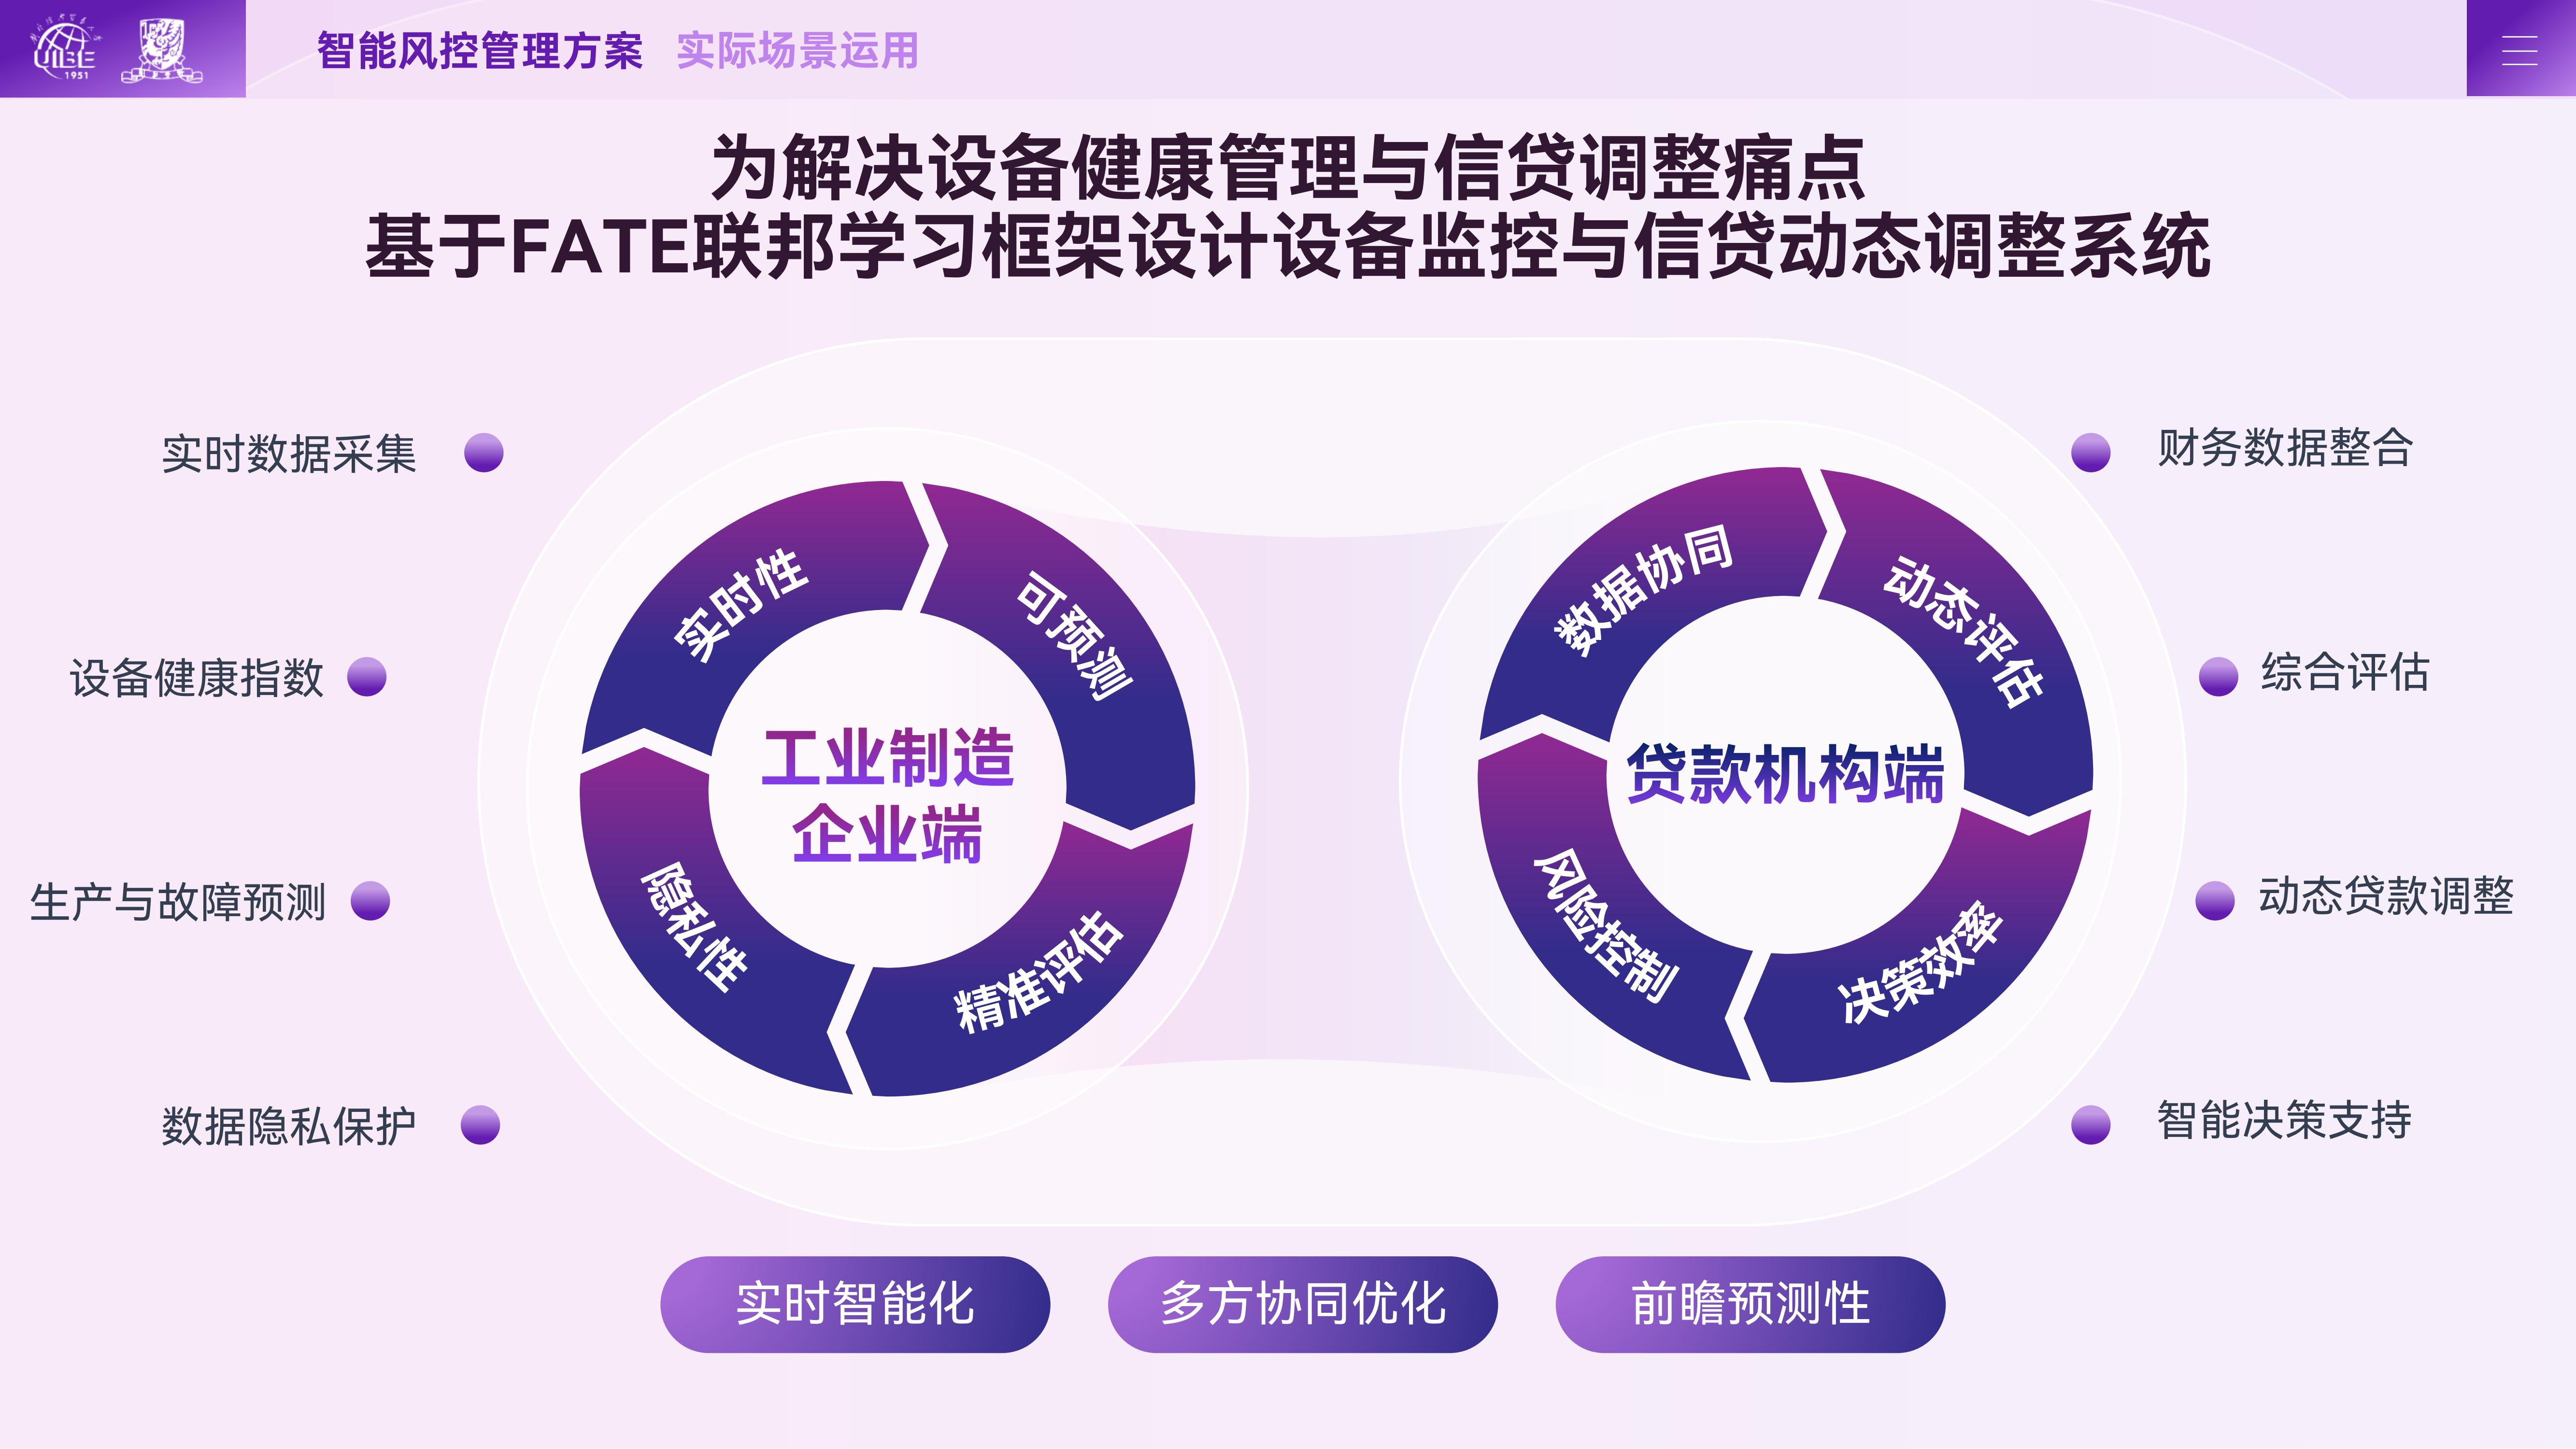 UIBE
1951
智能风控管理方案 实际场景运用
为解决设备健康管理与信贷调整痛点
基于FATE联邦学习框架设计设备监控与信贷动态调整系统
实时数据采集
设备健康指数
生产与故障预测
数据隐私保护
实时性
可预测
精准评估
隐私性
工业制造
企业端
数据协同
动态评估
决策效率
风险控制
贷款机构端
财务数据整合
综合评估
动态贷款调整
智能决策支持
实时智能化
多方协同优化
前瞻预测性